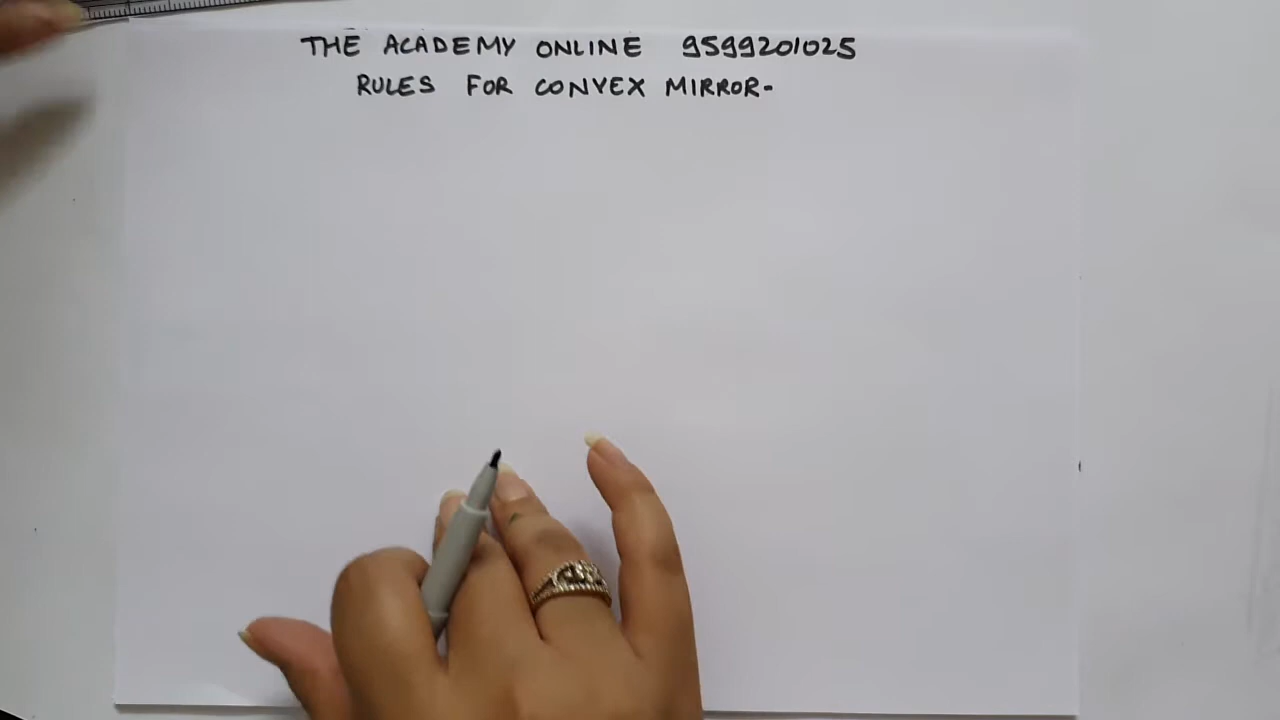 THE ACADEMY ONLINE 9599201025
RULES FOR CONVEX MIRROR-